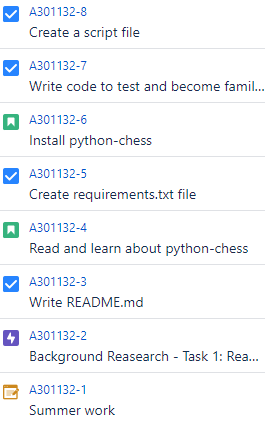 A301132-8
Create a script file
A301132-7
Write code to test and become famil...
A301132-6
Install python-chess
A301132-5
Create requirements.txt file
A301132-4
Read and learn about python-chess
A301132-3
Write README.md
A301132-2
Background Reasearch - Task 1: Rea...
A301132-1
Summer work